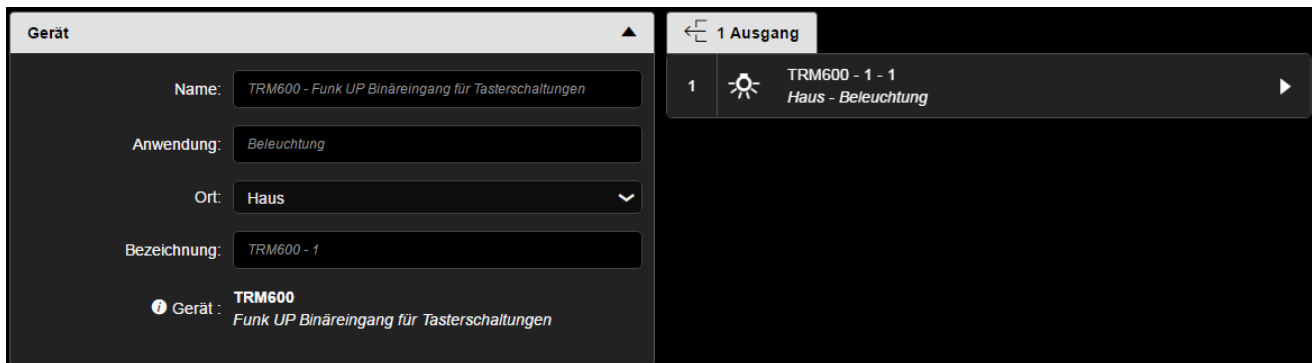 Gerät
Name: TRM600 - Funk UP Binäreingang für Tasterschaltungen
Anwendung: Beleuchtung
Ort: Haus
Bezeichnung: TRM600 - 1
i Gerät : TRM600
Funk UP Binäreingang für Tasterschaltungen
1 Ausgang
1 TRM600 - 1 - 1
Haus - Beleuchtung